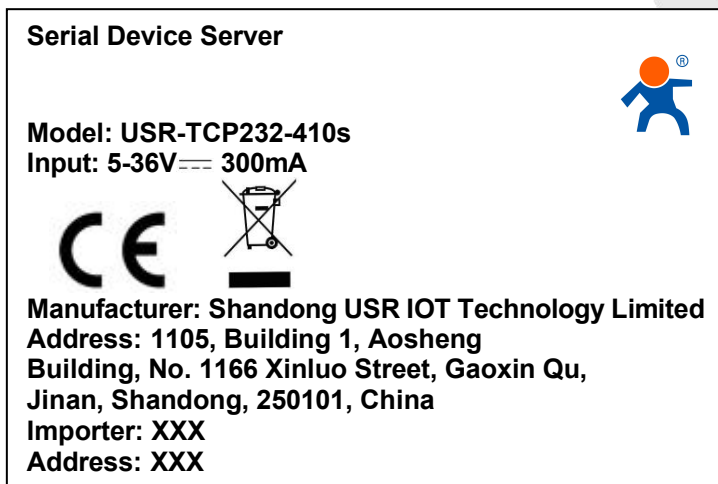 Serial Device Server
®
Model: USR-TCP232-410s
Input: 5-36V⎓ 300mA
CE
Manufacturer: Shandong USR IOT Technology Limited
Address: 1105, Building 1, Aosheng
Building, No. 1166 Xinluo Street, Gaoxin Qu,
Jinan, Shandong, 250101, China
Importer: XXX
Address: XXX